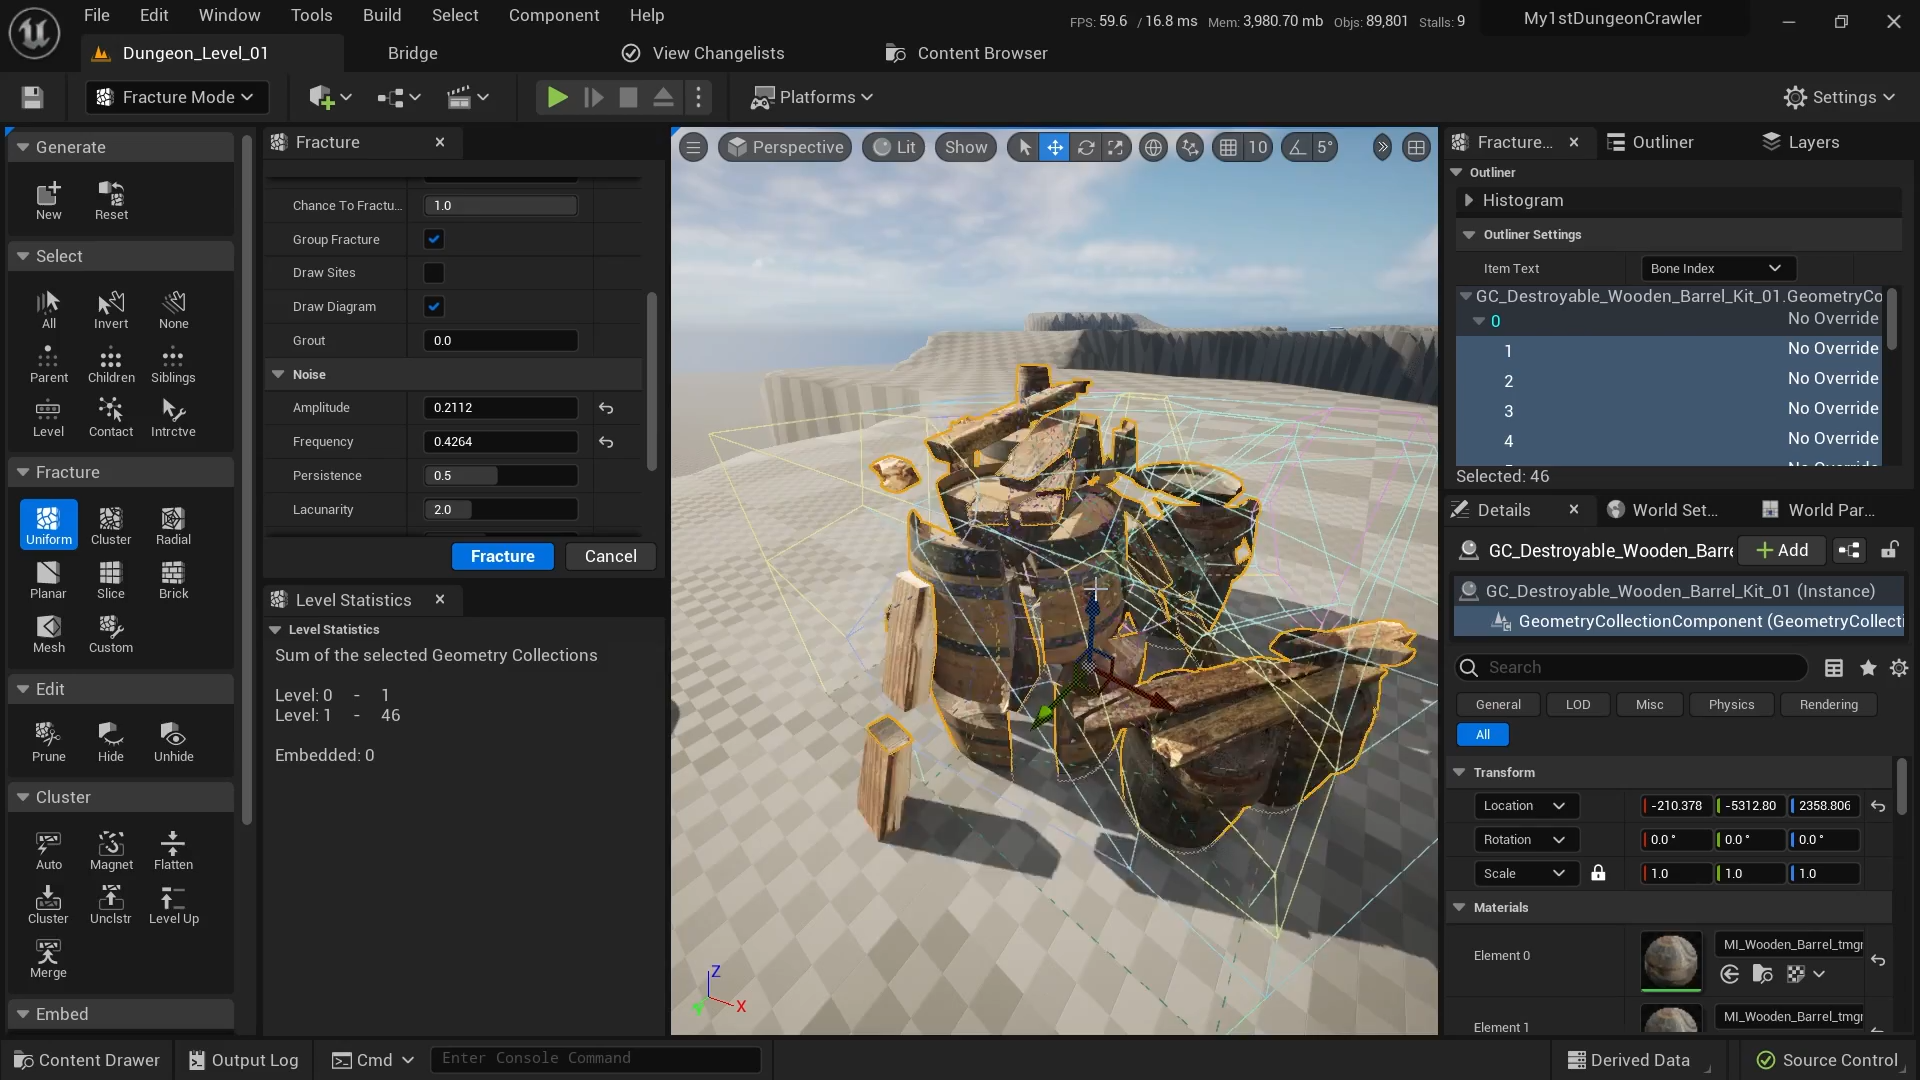 File Edit Window Tools Build Select Component Help
FPS: 59.6 / 16.8 ms Mem: 3,980.70 mb Objs: 89,801 Stalls: 9
My1stDungeonCrawler
Dungeon_Level_01
Bridge
View Changelists
Content Browser
Fracture Mode
Platforms
Settings
Generate
New Reset
Select
All Invert None
Parent Children Siblings
Level Contact Intrctve
Fracture
Uniform Cluster Radial
Planar Slice Brick
Mesh Custom
Edit
Prune Hide Unhide
Cluster
Auto Magnet Flatten
Cluster Unclstr Level Up
Merge
Embed
Fracture
Chance To Fractu... 1.0
Group Fracture
Draw Sites
Draw Diagram
Grout 0.0
Noise
Amplitude 0.2112
Frequency 0.4264
Persistence 0.5
Lacunarity 2.0
Fracture Cancel
Level Statistics
Level Statistics
Sum of the selected Geometry Collections
Level: 0 - 1
Level: 1 - 46
Embedded: 0
Perspective Lit Show 10 5°
Z
X
Fracture... Outliner Layers
Outliner
Histogram
Outliner Settings
Item Text Bone Index
GC_Destroyable_Wooden_Barrel_Kit_01.GeometryCo
0 No Override
1 No Override
2 No Override
3 No Override
4 No Override
Selected: 46
Details World Set... World Par...
GC_Destroyable_Wooden_Barre Add
GC_Destroyable_Wooden_Barrel_Kit_01 (Instance)
GeometryCollectionComponent (GeometryCollecti
Search
General LOD Misc Physics Rendering
All
Transform
Location -210.378 -5312.80 2358.806
Rotation 0.0 ° 0.0 ° 0.0 °
Scale 1.0 1.0 1.0
Materials
Element 0 MI_Wooden_Barrel_tmgr
Element 1 MI_Wooden_Barrel_tmgr
Content Drawer Output Log Cmd Enter Console Command
Derived Data Source Control